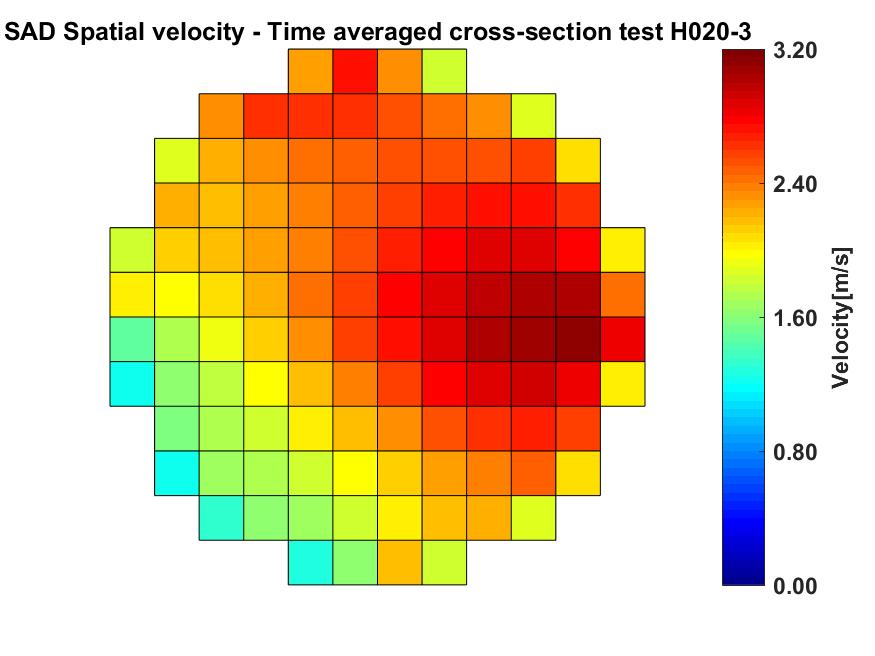 SAD Spatial velocity - Time averaged cross-section test H020-3
3.20
2.40
1.60
0.80
0.00
Velocity[m/s]